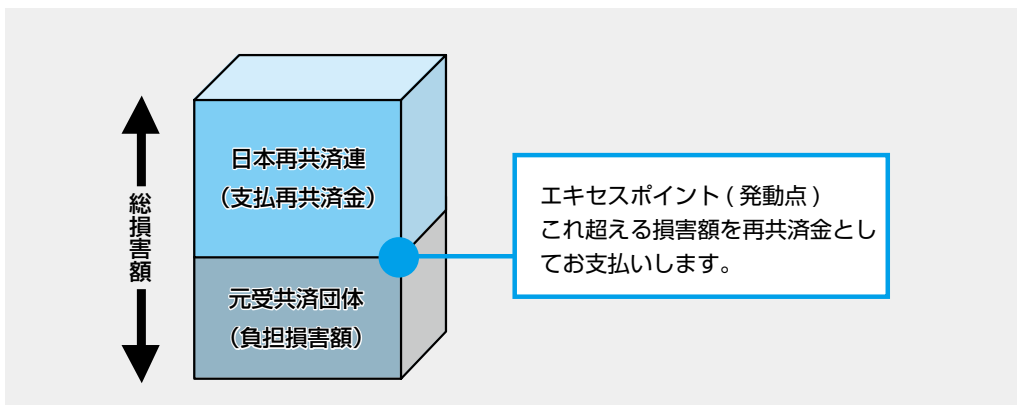 総損害額
日本再共済連
（支払再共済金）
元受共済団体
（負担損害額）
エキセスポイント ( 発動点 )
これ超える損害額を再共済金とし
てお支払いします。